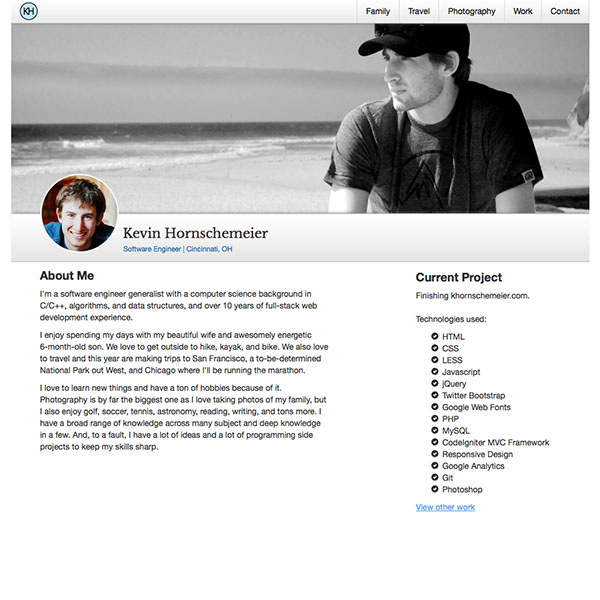 KH
Family Travel Photography Work Contact
Kevin Hornschemeier
Software Engineer | Cincinnati, OH
About Me
I'm a software engineer generalist with a computer science background in
C/C++, algorithms, and data structures, and over 10 years of full-stack web
development experience.
I enjoy spending my days with my beautiful wife and awesomely energetic
6-month-old son. We love to get outside to hike, kayak, and bike. We also love
to travel and this year are making trips to San Francisco, a to-be-determined
National Park out West, and Chicago where I'll be running the marathon.
I love to learn new things and have a ton of hobbies because of it.
Photography is by far the biggest one as I love taking photos of my family, but
I also enjoy golf, soccer, tennis, astronomy, reading, writing, and tons more. I
have a broad range of knowledge across many subject and deep knowledge
in a few. And, to a fault, I have a lot of ideas and a lot of programming side
projects to keep my skills sharp.
Current Project
Finishing khornschemeier.com.
Technologies used:
HTML
CSS
LESS
Javascript
jQuery
Twitter Bootstrap
Google Web Fonts
PHP
MySQL
CodeIgniter MVC Framework
Responsive Design
Google Analytics
Git
Photoshop
View other work